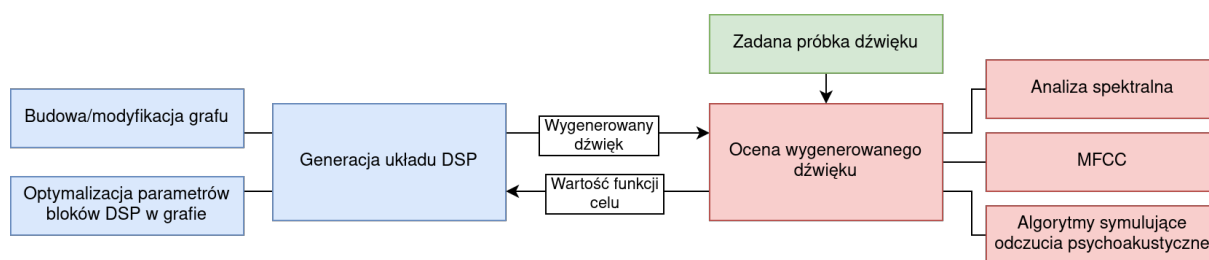 Zadana próbka dźwięku
Budowa/modyfikacja grafu
Optymalizacja parametrów
bloków DSP w grafie
Generacja układu DSP
Wygenerowany
dźwięk
Wartość funkcji
celu
Ocena wygenerowanego
dźwięku
Analiza spektralna
MFCC
Algorytmy symulujące
odczucia psychoakustyczne